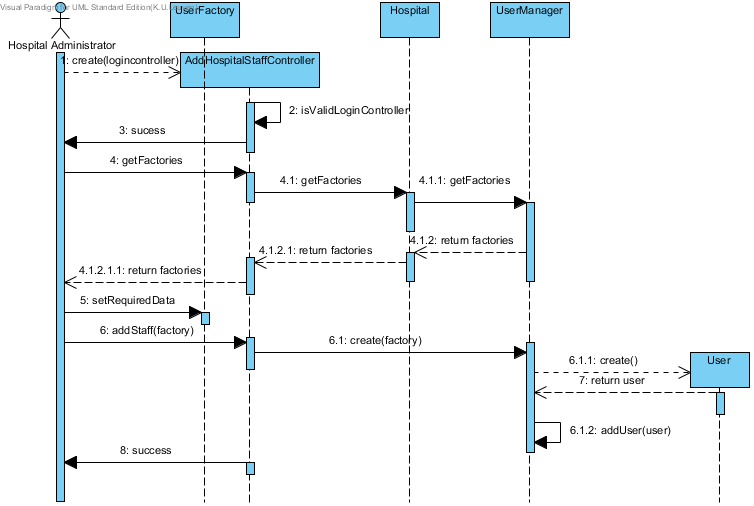 Visual Paradigm for UML Standard Edition(K.U.
UserFactory
Hospital
UserManager
Hospital Administrator
1: create(logincontroller)
AddHospitalStaffController
2: isValidLoginController
3: sucess
4: getFactories
4.1: getFactories
4.1.1: getFactories
4.1.2: return factories
4.1.2.1: return factories
4.1.2.1.1: return factories
5: setRequiredData
6: addStaff(factory)
6.1: create(factory)
6.1.1: create()
User
7: return user
6.1.2: addUser(user)
8: success